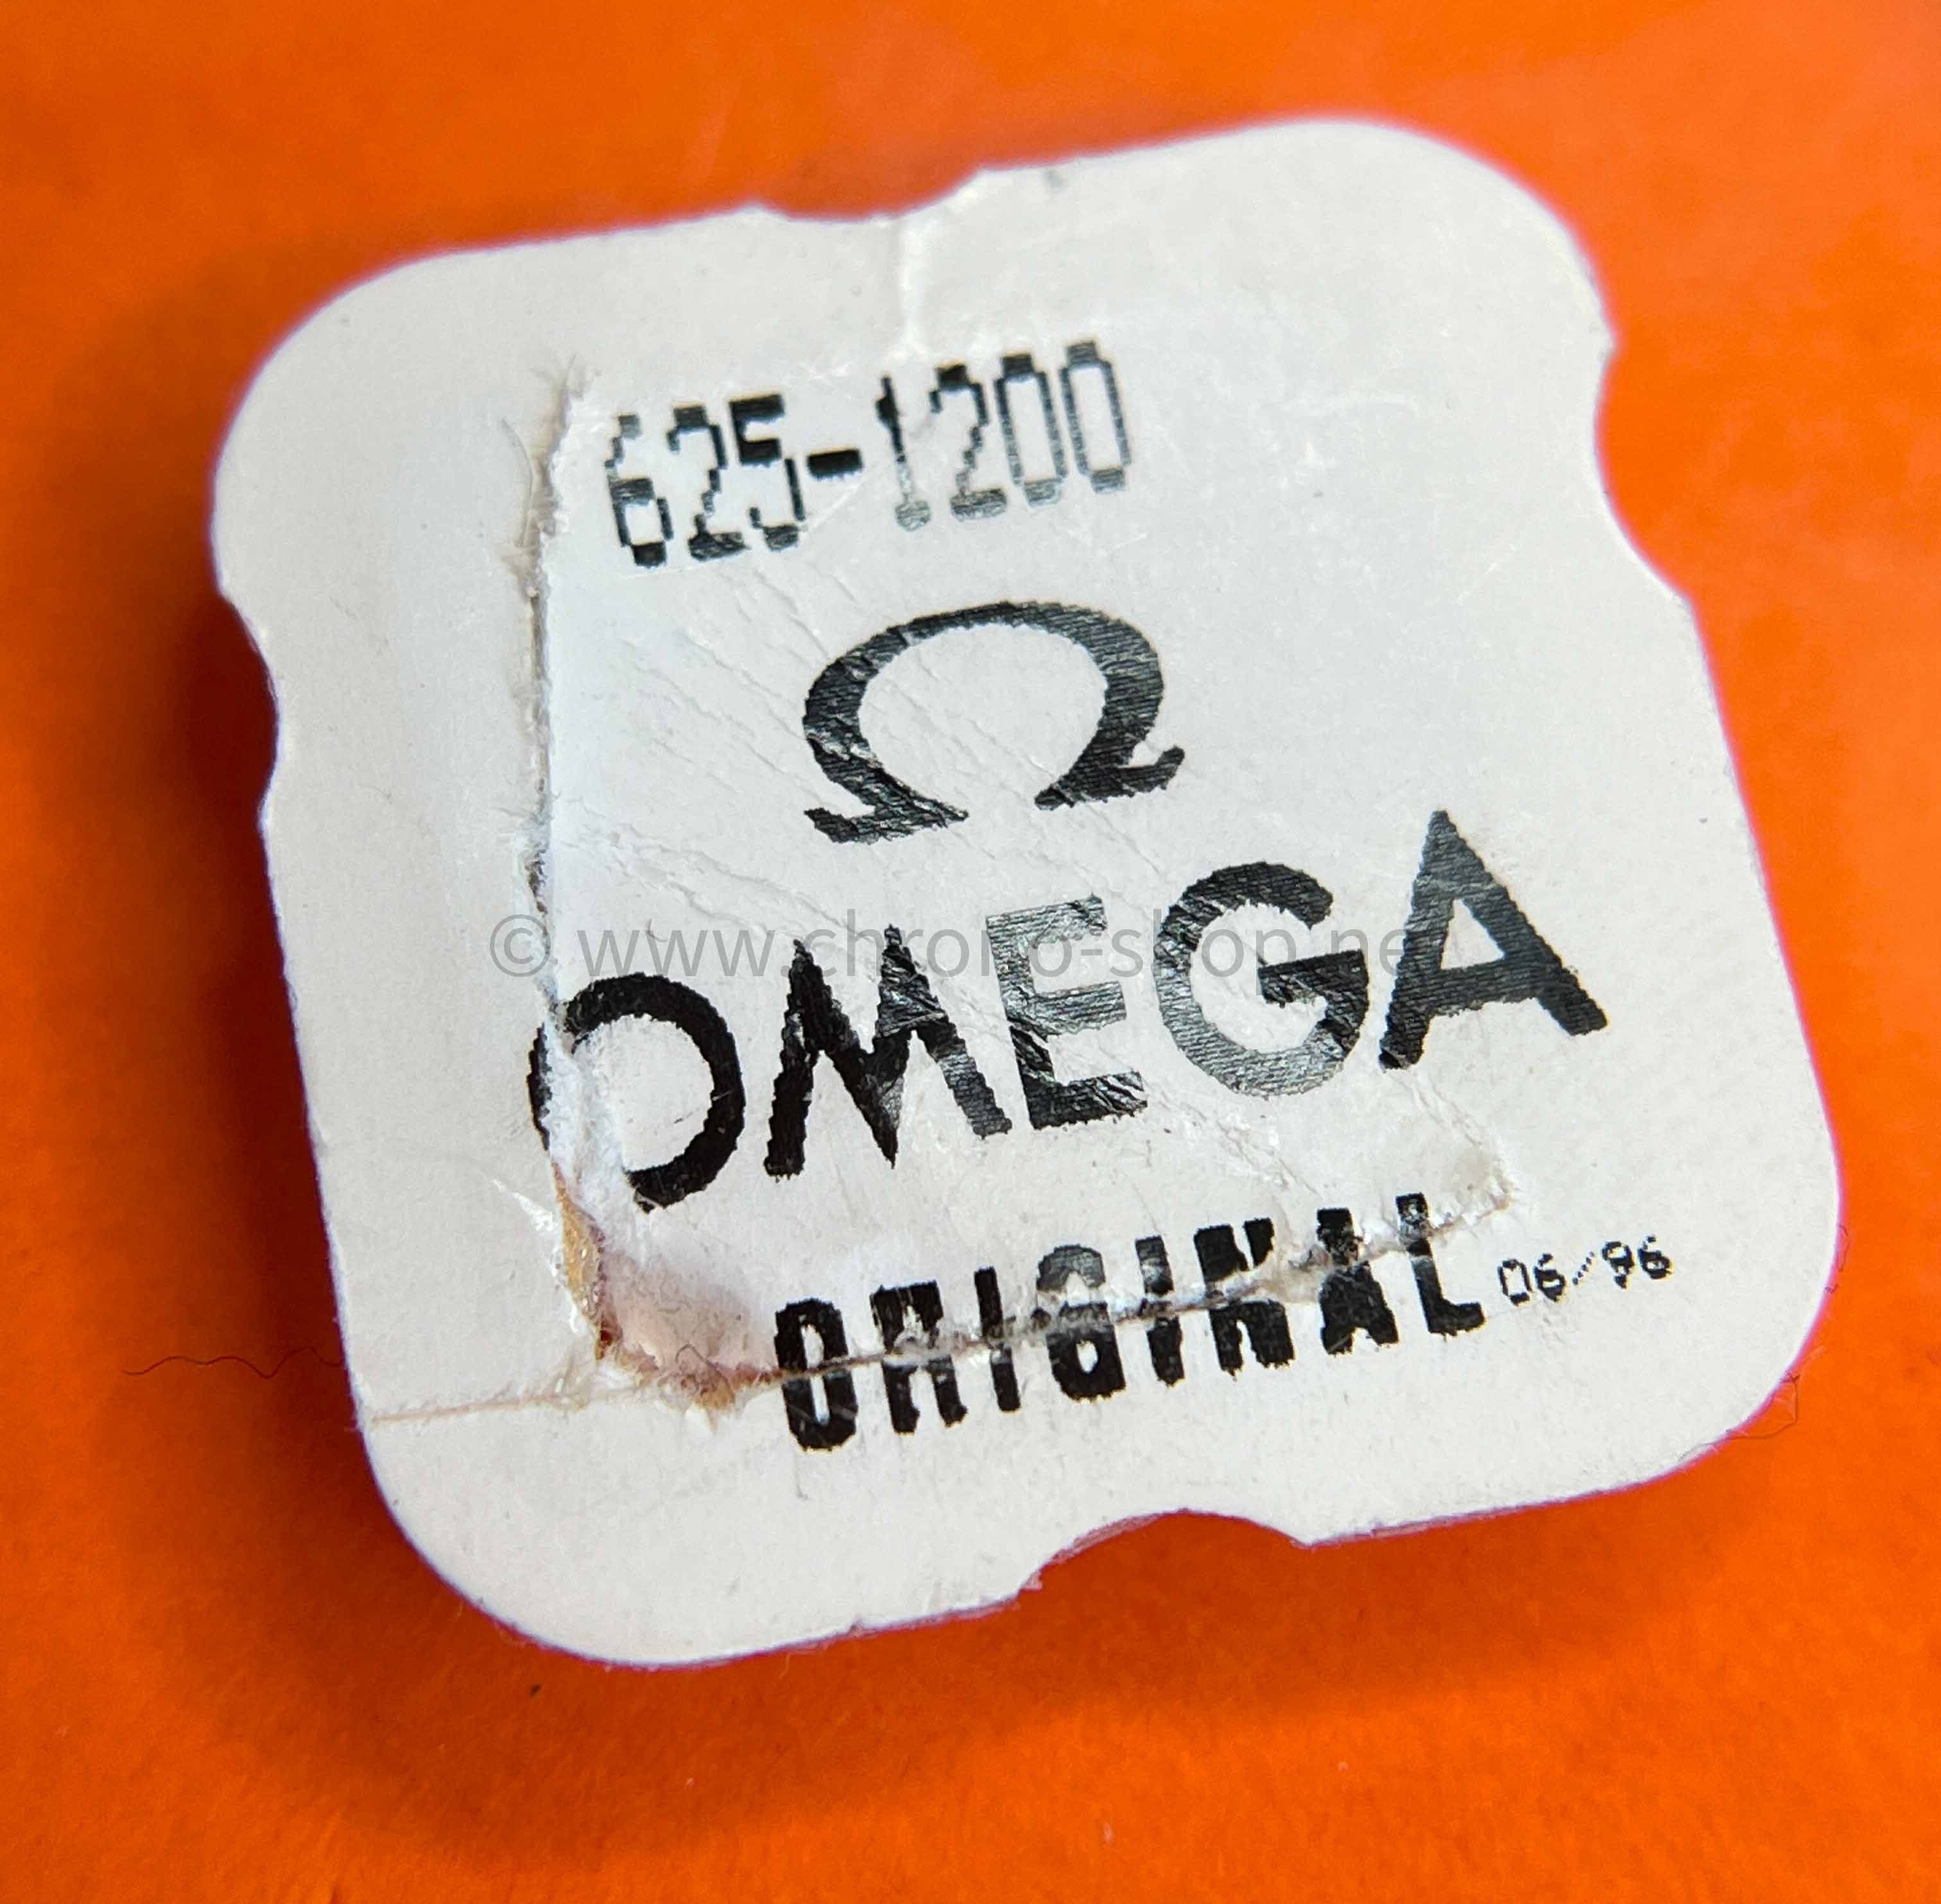 625-1200
Ω
OMEGA
© www.chrono-shop.net
ORIGINAL 06/96